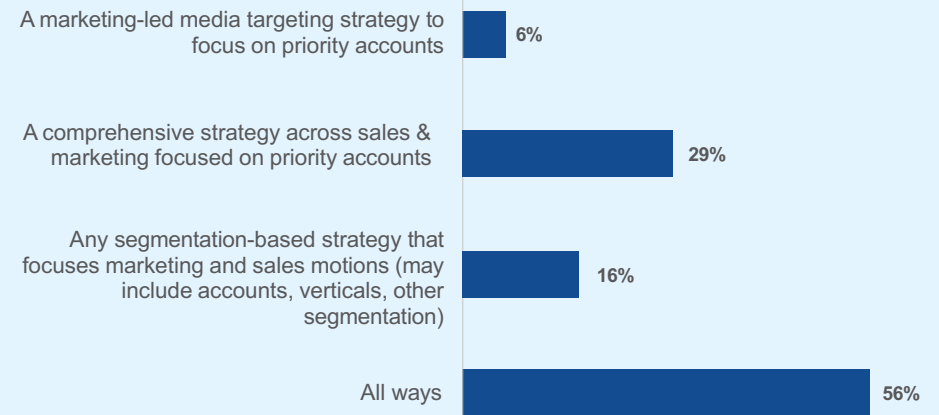 A marketing-led media targeting strategy to
focus on priority accounts
6%
A comprehensive strategy across sales &
marketing focused on priority accounts
29%
Any segmentation-based strategy that
focuses marketing and sales motions (may
include accounts, verticals, other
segmentation)
16%
All ways
56%